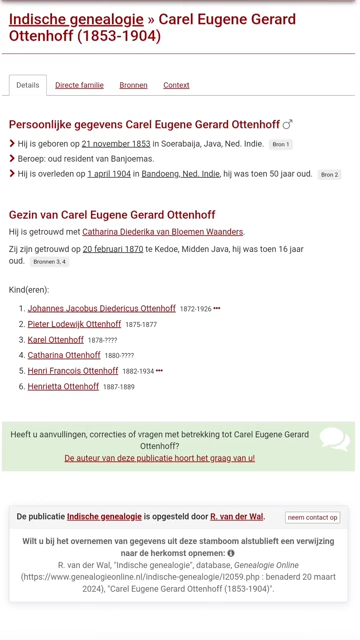 Indische genealogie » Carel Eugene Gerard
Ottenhoff (1853-1904)
Details
Directe familie
Bronnen
Context
Persoonlijke gegevens Carel Eugene Gerard Ottenhoff ♂
Hij is geboren op 21 november 1853 in Soerabaija, Java, Ned. Indie. Bron 1
Beroep: oud resident van Banjoemas.
Hij is overleden op 1 april 1904 in Bandoeng, Ned. Indie, hij was toen 50 jaar oud. Bron 2
Gezin van Carel Eugene Gerard Ottenhoff
Hij is getrouwd met Catharina Diederika van Bloemen Waanders.
Zij zijn getrouwd op 20 februari 1870 te Kedoe, Midden Java, hij was toen 16 jaar
oud. Bronnen 3, 4
Kind(eren):
1. Johannes Jacobus Diedericus Ottenhoff 1872-1926
2. Pieter Lodewijk Ottenhoff 1875-1877
3. Karel Ottenhoff 1878-????
4. Catharina Ottenhoff 1880-????
5. Henri Francois Ottenhoff 1882-1934
6. Henrietta Ottenhoff 1887-1889
Heeft u aanvullingen, correcties of vragen met betrekking tot Carel Eugene Gerard
Ottenhoff?
De auteur van deze publicatie hoort het graag van u!
De publicatie Indische genealogie is opgesteld door R. van der Wal.
neem contact op
Wilt u bij het overnemen van gegevens uit deze stamboom alstublieft een verwijzing
naar de herkomst opnemen:
R. van der Wal, "Indische genealogie", database, Genealogie Online
(https://www.genealogieonline.nl/indische-genealogie/I2059.php : benaderd 20 maart
2024), "Carel Eugene Gerard Ottenhoff (1853-1904)".